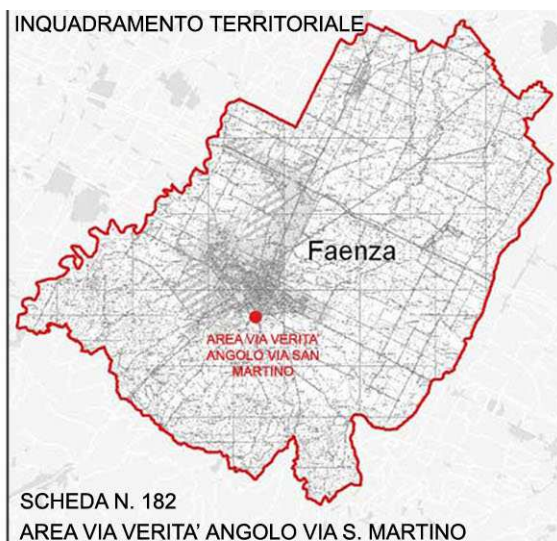 INQUADRAMENTO TERRITORIALE
Faenza
AREA VIA VERITA'
ANGOLO VIA SAN
MARTINO
SCHEDA N. 182
AREA VIA VERITA' ANGOLO VIA S. MARTINO